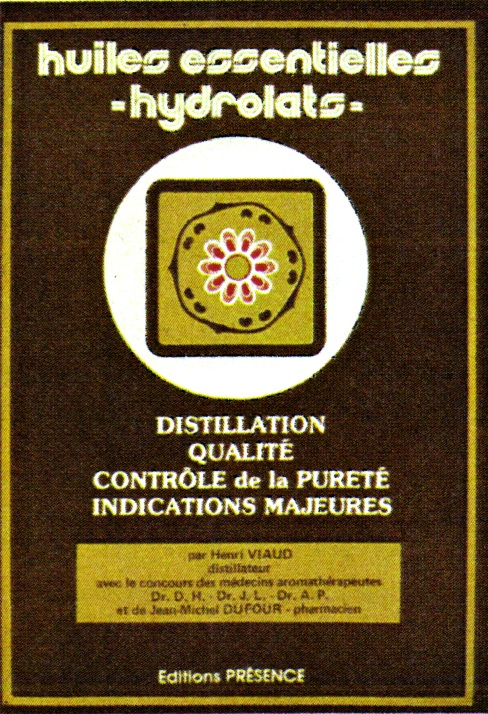 huiles essentielles
- hydrolats -
DISTILLATION
QUALITÉ
CONTRÔLE de la PURETÉ
INDICATIONS MAJEURES
par Henri VIAUD
distillateur
avec le concours des médecins aromathérapeutes
Dr. D. H. - Dr. J. L. - Dr. A. P.
et de Jean-Michel DUFOUR - pharmacien
Editions PRÉSENCE